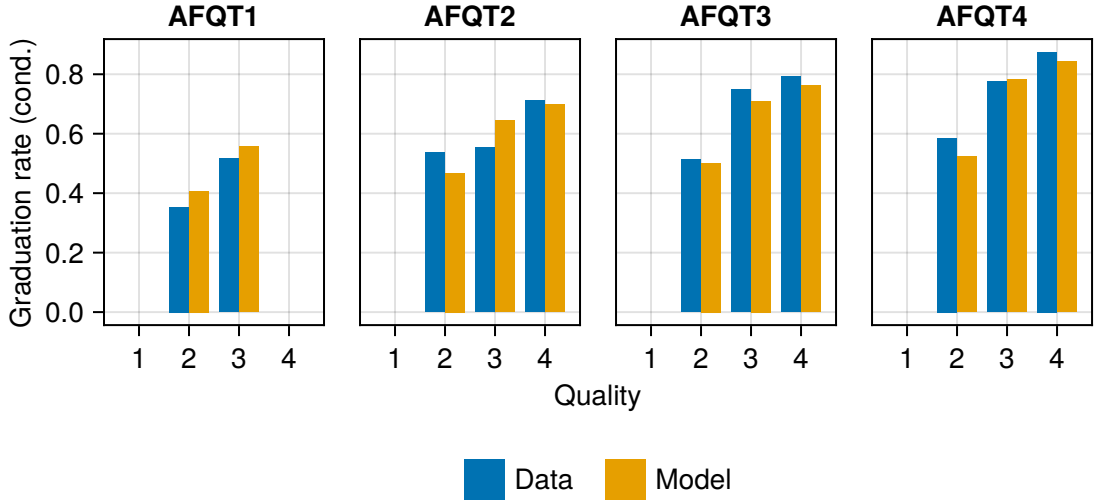 AFQT1 AFQT2 AFQT3 AFQT4
Graduation rate (cond.)
0.8
0.6
0.4
0.2
0.0
1 2 3 4 1 2 3 4 1 2 3 4 1 2 3 4
Quality
Data Model